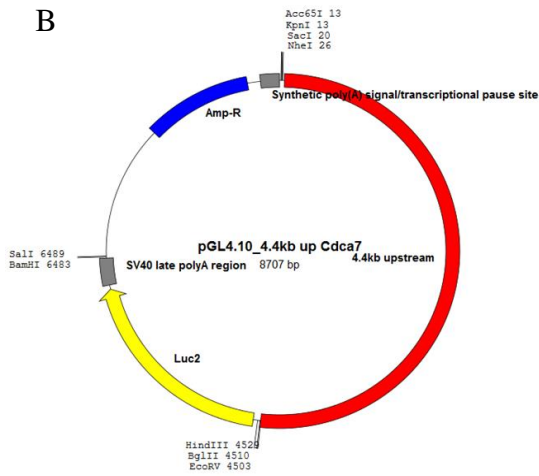 B
Acc65I 13
KpnI 13
SacI 20
NheI 26
Synthetic poly(A) signal/transcriptional pause site
Amp-R
pGL4.10_4.4kb up Cdca7
8707 bp
4.4kb upstream
SalI 6489
BamHI 6483
SV40 late polyA region
Luc2
HindIII 4529
BglII 4510
EcoRV 4503